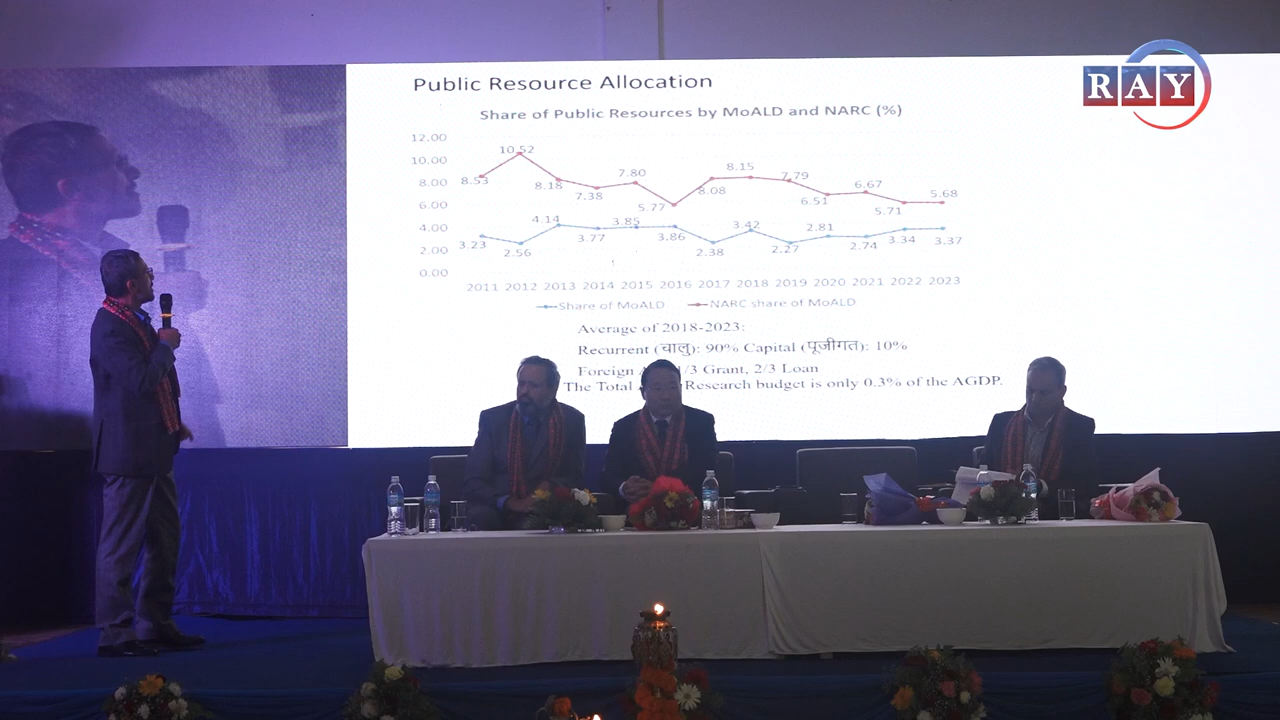 RAY
Public Resource Allocation
Share of Public Resources by MoALD and NARC (%)
12.00
10.00
8.00
6.00
4.00
2.00
0.00
8.53 10.52 8.18 7.38 7.80 5.77 8.08 8.15 7.79 6.51 6.67 5.71 5.68
3.23 2.56 4.14 3.77 3.85 3.86 2.38 3.42 2.27 2.81 2.74 3.34 3.37
2011 2012 2013 2014 2015 2016 2017 2018 2019 2020 2021 2022 2023
Share of MoALD NARC share of MoALD
Average of 2018-2023:
Recurrent (चालु): 90% Capital (पूजीगत): 10%
Foreign 1/3 Grant, 2/3 Loan
The Total Research budget is only 0.3% of the AGDP.